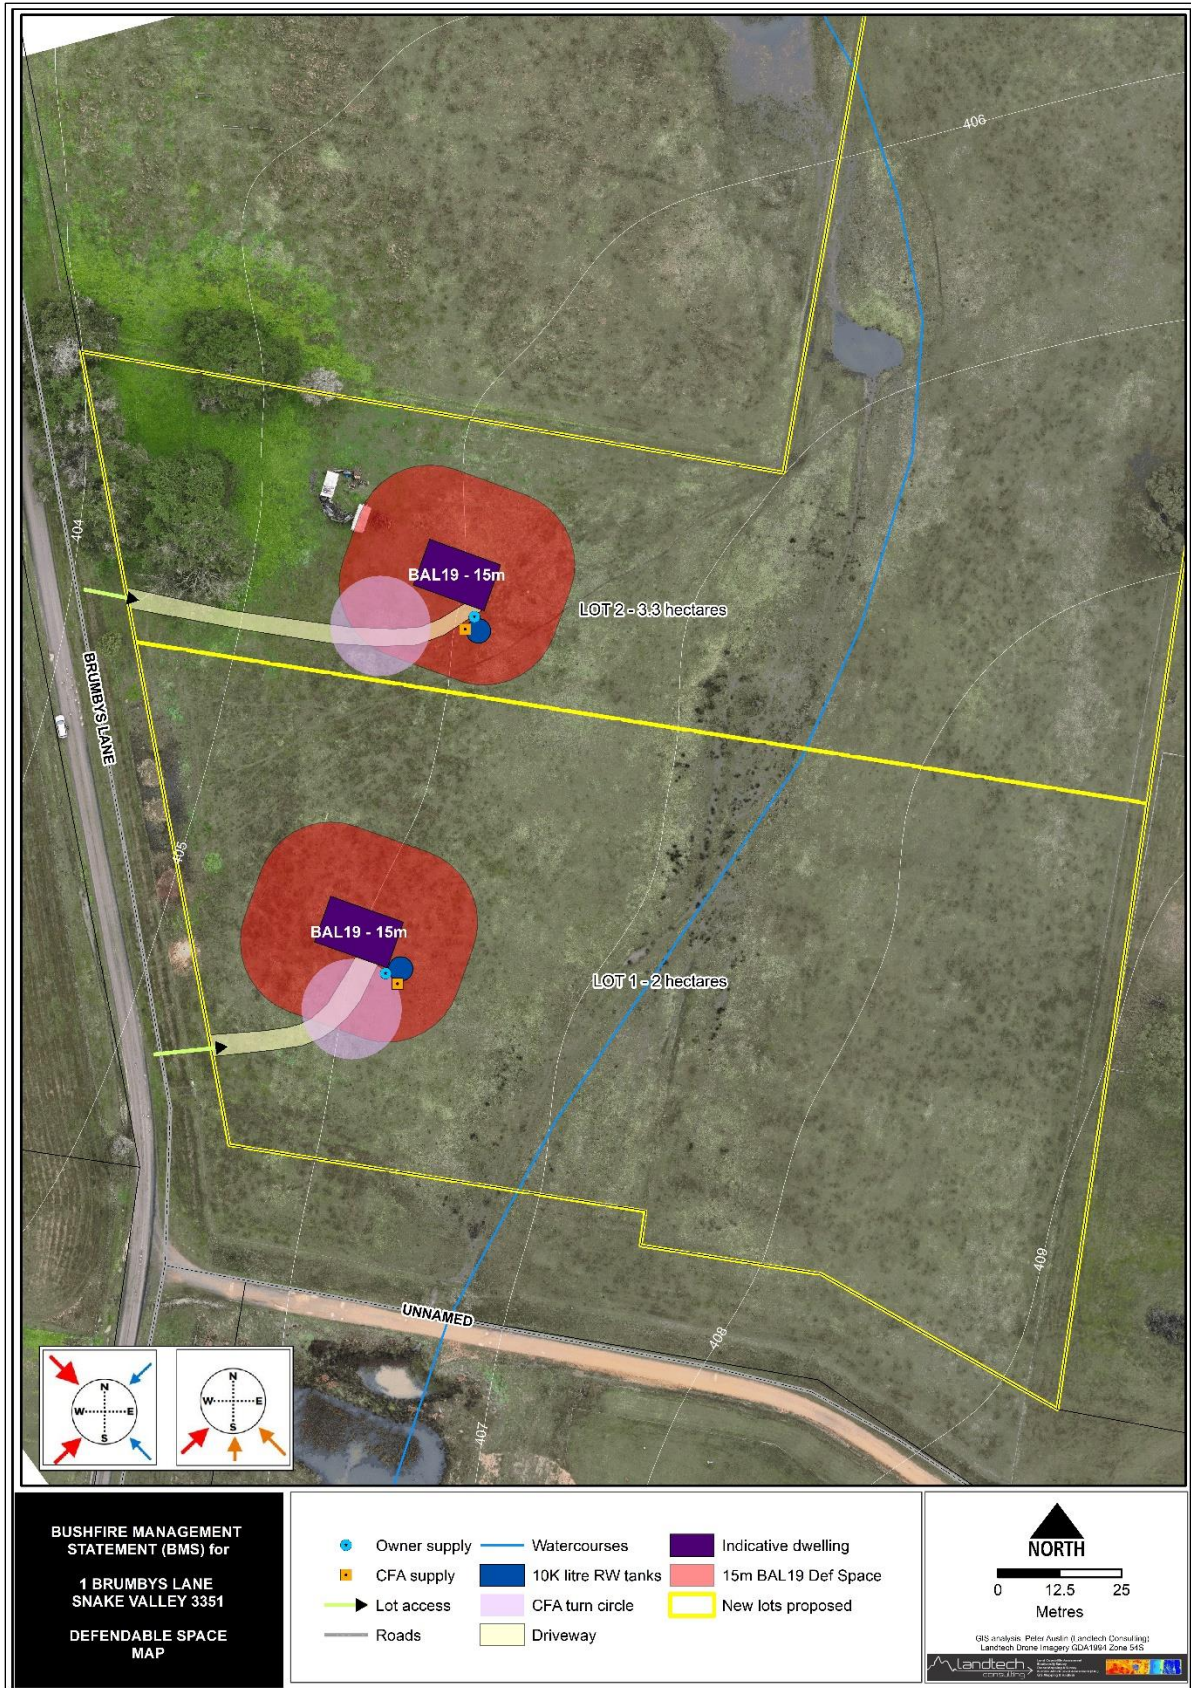 406
404
BAL19 - 15m
LOT 2 - 3.3 hectares
BRUMBYS LANE
405
BAL19 - 15m
LOT 1 - 2 hectares
409
UNNAMED
408
407
N
W E
S
N
W E
S
BUSHFIRE MANAGEMENT
STATEMENT (BMS) for
1 BRUMBYS LANE
SNAKE VALLEY 3351
DEFENDABLE SPACE
MAP
Owner supply
CFA supply
Lot access
Roads
Watercourses
10K litre RW tanks
CFA turn circle
Driveway
Indicative dwelling
15m BAL19 Def Space
New lots proposed
NORTH
0 12.5 25
Metres
GIS analysis: Peter Austin (Landtech Consulting)
Landtech Drone Imagery GDA1994 Zone 54S
Landtech
consulting